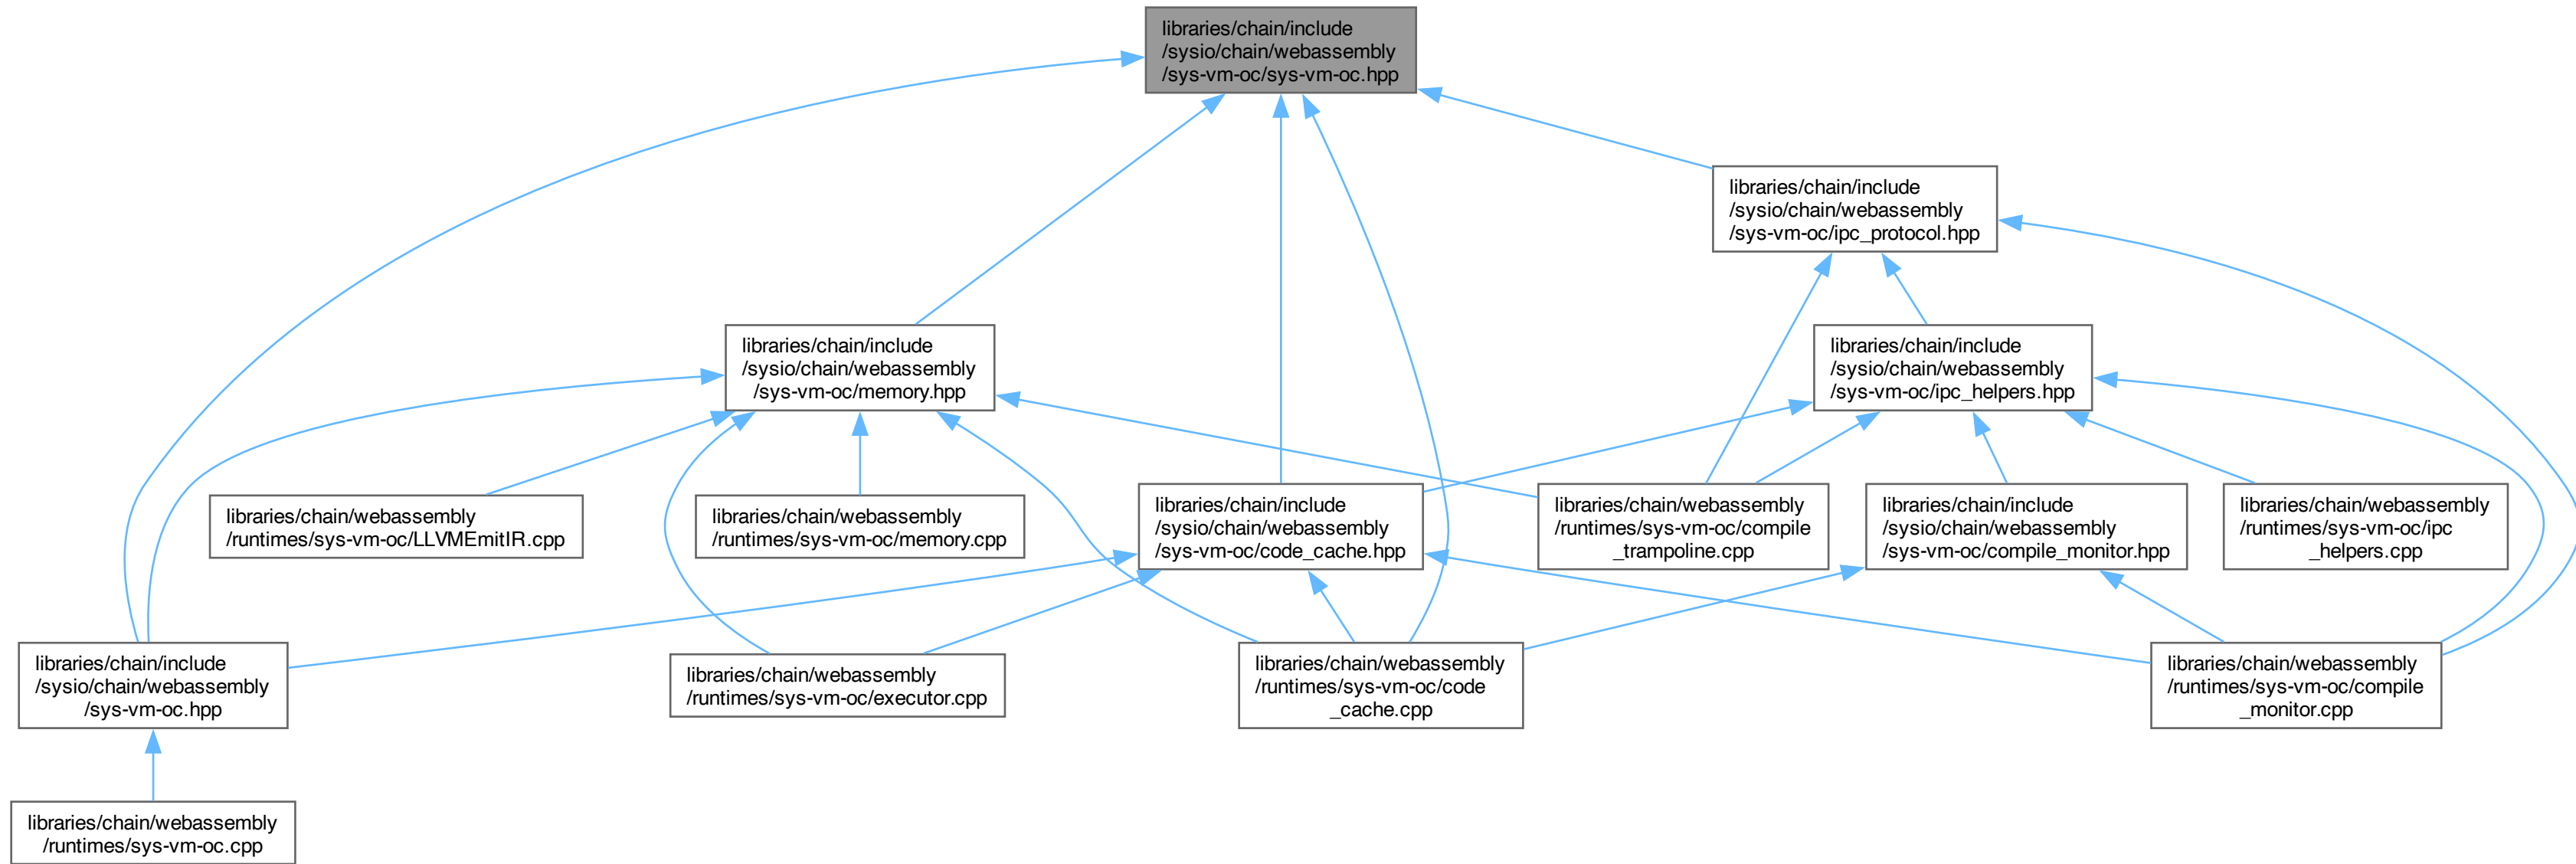 libraries/chain/include
/sysio/chain/webassembly
/sys-vm-oc/sys-vm-oc.hpp
libraries/chain/include
/sysio/chain/webassembly
/sys-vm-oc/ipc_protocol.hpp
libraries/chain/include
/sysio/chain/webassembly
/sys-vm-oc/memory.hpp
libraries/chain/include
/sysio/chain/webassembly
/sys-vm-oc/ipc_helpers.hpp
libraries/chain/webassembly
/runtimes/sys-vm-oc/LLVMEmitIR.cpp
libraries/chain/webassembly
/runtimes/sys-vm-oc/memory.cpp
libraries/chain/include
/sysio/chain/webassembly
/sys-vm-oc/code_cache.hpp
libraries/chain/webassembly
/runtimes/sys-vm-oc/compile
_trampoline.cpp
libraries/chain/include
/sysio/chain/webassembly
/sys-vm-oc/compile_monitor.hpp
libraries/chain/webassembly
/runtimes/sys-vm-oc/ipc
_helpers.cpp
libraries/chain/include
/sysio/chain/webassembly
/sys-vm-oc.hpp
libraries/chain/webassembly
/runtimes/sys-vm-oc/executor.cpp
libraries/chain/webassembly
/runtimes/sys-vm-oc/code
_cache.cpp
libraries/chain/webassembly
/runtimes/sys-vm-oc/compile
_monitor.cpp
libraries/chain/webassembly
/runtimes/sys-vm-oc.cpp